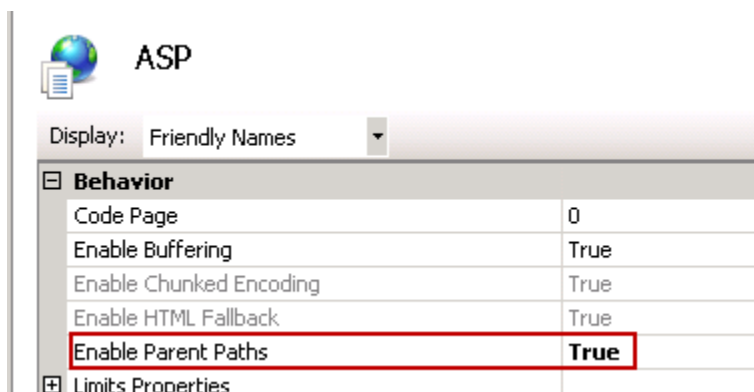 ASP
Display: Friendly Names
Behavior
Code Page 0
Enable Buffering True
Enable Chunked Encoding True
Enable HTML Fallback True
Enable Parent Paths True
Limits Properties